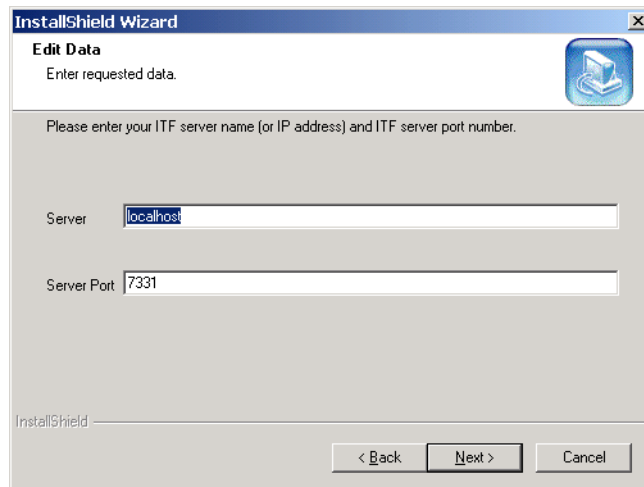 InstallShield Wizard
Edit Data
Enter requested data.
Please enter your ITF server name (or IP address) and ITF server port number.
Server localhost
Server Port 7331
InstallShield
< Back Next > Cancel